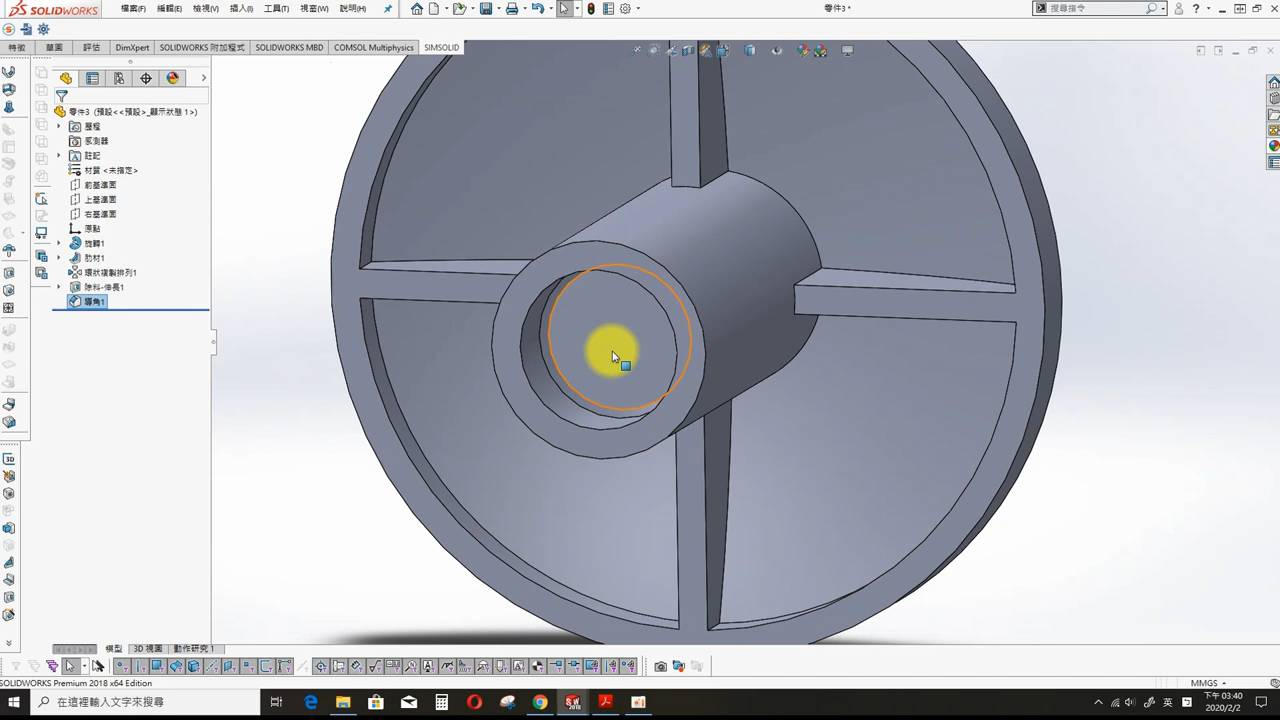 SOLIDWORKS 檔案(F) 編輯(E) 檢視(V) 插入(I) 工具(T) 視窗(W) 說明(H) 零件3 * 搜尋指令
特徵 草圖 評估 DimXpert SOLIDWORKS 附加程式 SOLIDWORKS MBD COMSOL Multiphysics SIMSOLID
零件3 (預設<<預設>_顯示狀態 1>)
歷程
感測器
註記
材質 <未指定>
前基準面
上基準面
右基準面
原點
旋轉1
肋材1
環狀複製排列1
除料-伸長1
導角1
模型 3D 視圖 動作研究 1
SOLIDWORKS Premium 2018 x64 Edition MMGS
在這裡輸入文字來搜尋 英 下午 03:40
2020/2/2